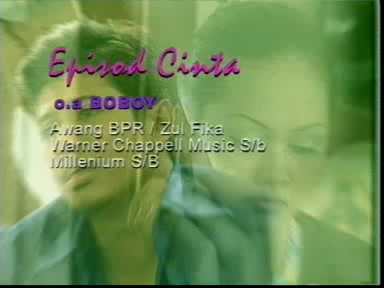 Episod Cinta
o.a BOBOY
Awang BPR / Zul Fika
Warner Chappell Music S/b
Millenium S/B